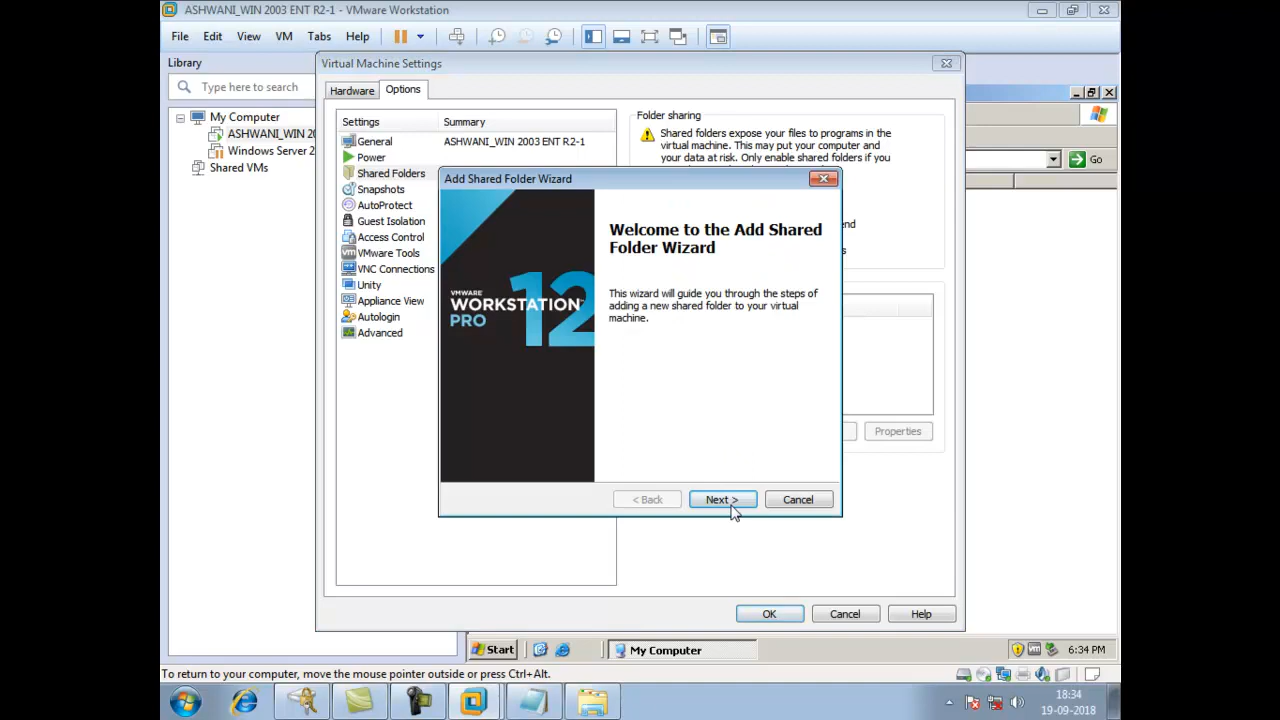 ASHWANI_WIN 2003 ENT R2-1 - VMware Workstation
File Edit View VM Tabs Help
Library
Type here to search
My Computer
ASHWANI_WIN 20
Windows Server 2
Shared VMs
Virtual Machine Settings
Hardware Options
Settings Summary
General ASHWANI_WIN 2003 ENT R2-1
Power
Shared Folders
Snapshots
AutoProtect
Guest Isolation
Access Control
VMware Tools
VNC Connections
Unity
Appliance View
Autologin
Advanced
Folder sharing
Shared folders expose your files to programs in the
virtual machine. This may put your computer and
your data at risk. Only enable shared folders if you
Go
Add Shared Folder Wizard
VMWARE
WORKSTATION
PRO
12
Welcome to the Add Shared
Folder Wizard
This wizard will guide you through the steps of
adding a new shared folder to your virtual
machine.
< Back Next > Cancel
Properties
OK Cancel Help
Start My Computer 6:34 PM
To return to your computer, move the mouse pointer outside or press Ctrl+Alt.
18:34
19-09-2018